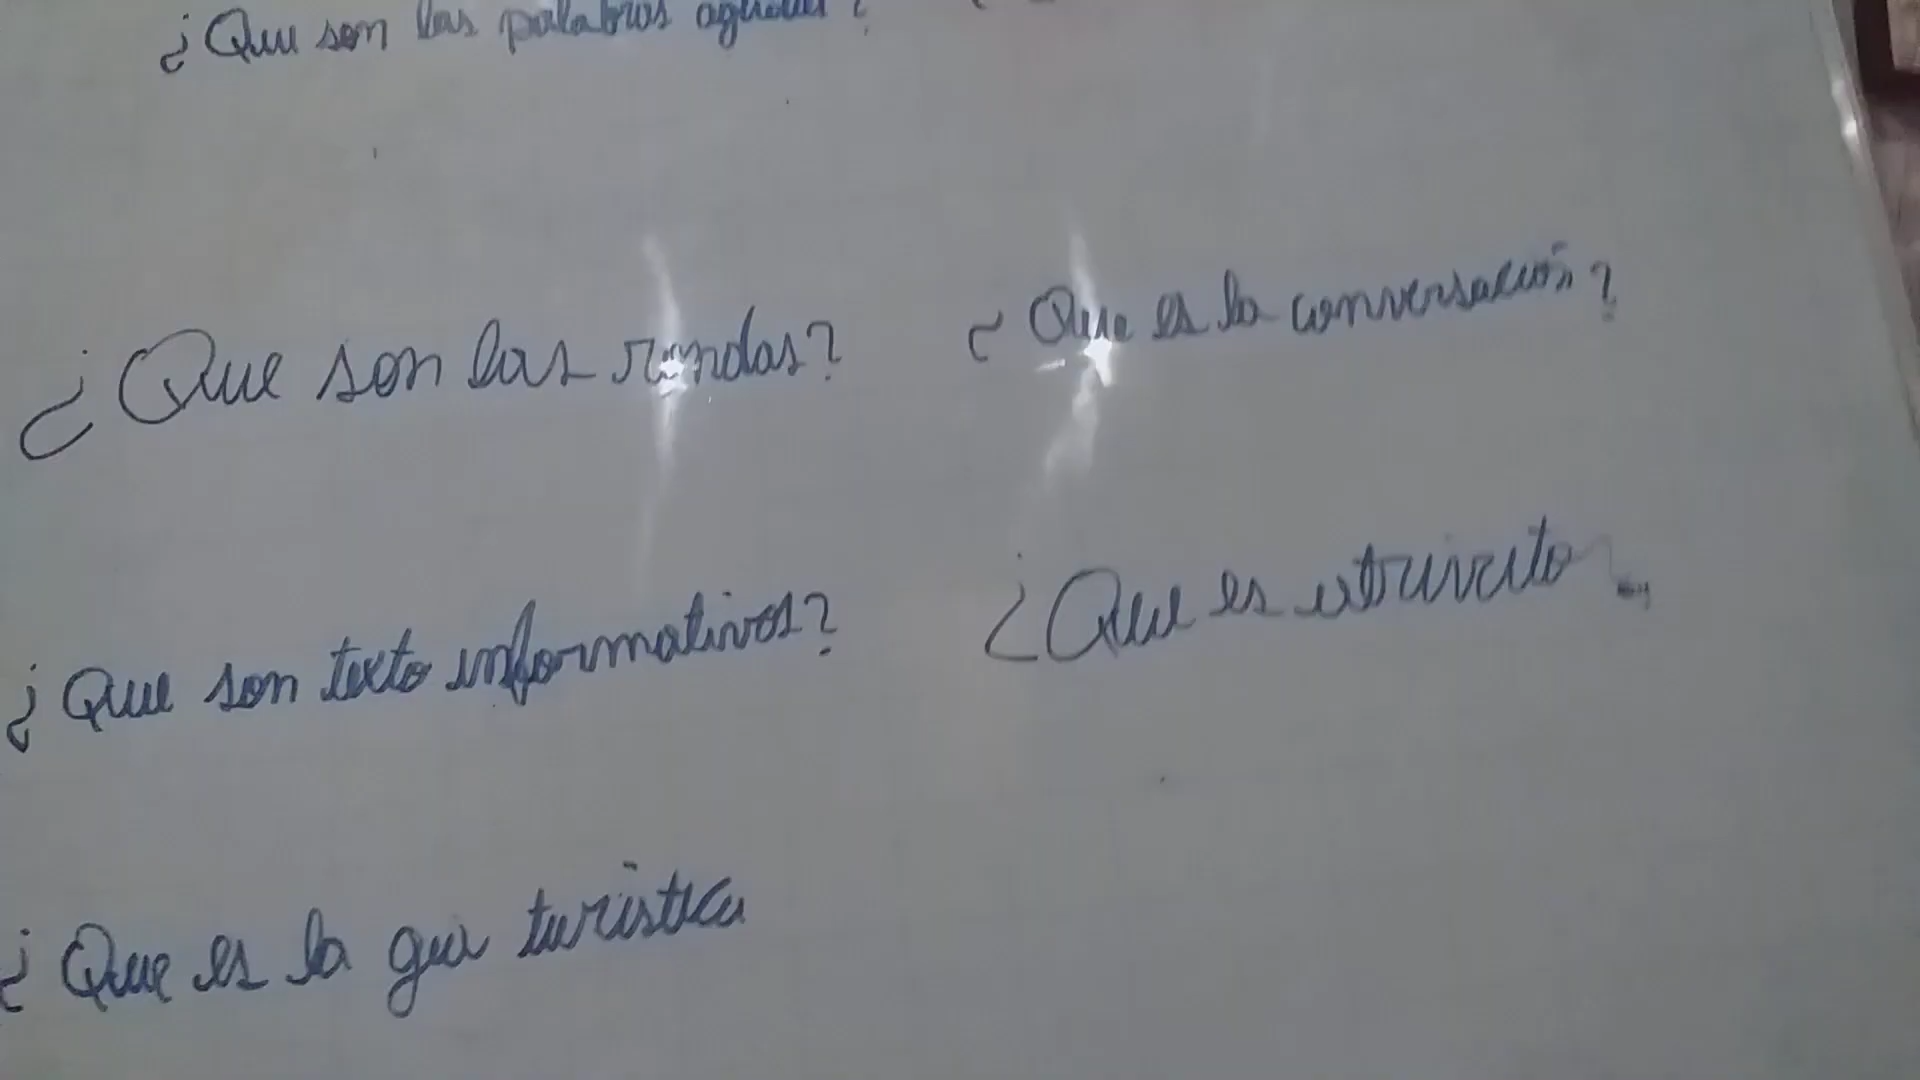 ¿Que son las palabras agudas?
¿Que son las rondas?
¿Que es la conversación?
¿Que son texto informativos?
¿Que es
¿Que es la guia turistica